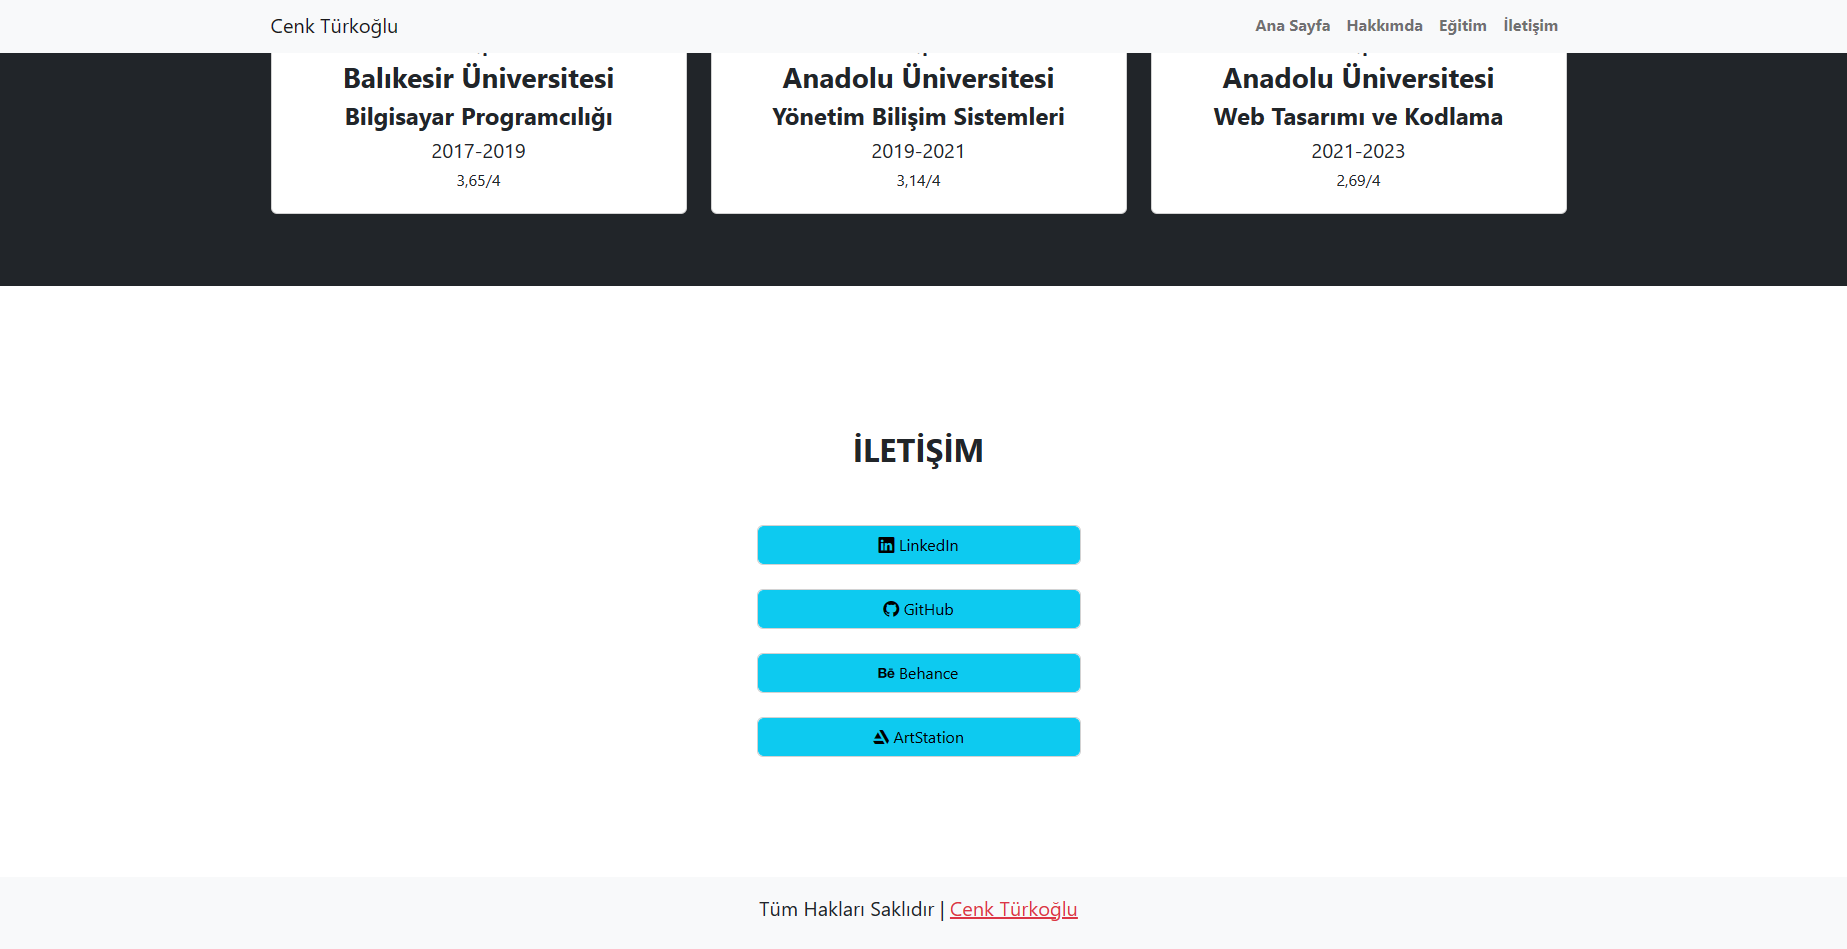 Cenk Türkoğlu
Ana Sayfa Hakkımda Eğitim İletişim
Balıkesir Üniversitesi
Bilgisayar Programcılığı
2017-2019
3,65/4
Anadolu Üniversitesi
Yönetim Bilişim Sistemleri
2019-2021
3,14/4
Anadolu Üniversitesi
Web Tasarımı ve Kodlama
2021-2023
2,69/4
İLETİŞİM
LinkedIn
GitHub
Behance
ArtStation
Tüm Hakları Saklıdır | Cenk Türkoğlu